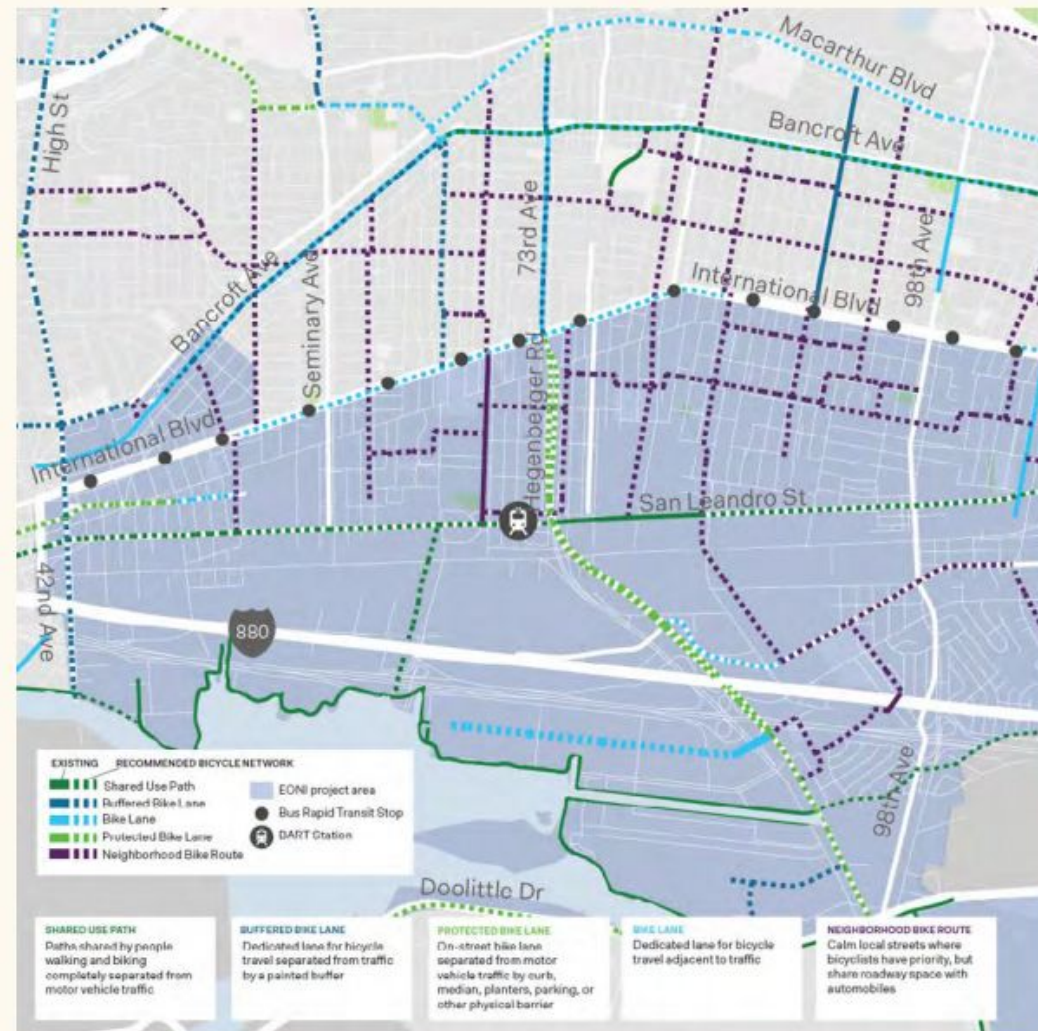 Macarthur Blvd
High St
Bancroft Ave
73rd Ave
98th Ave
International Blvd
Bancroft Ave
Seminary Ave
Hegenberger Rd
International Blvd
San Leandro St
42nd Ave
880
98th Ave
Doolittle Dr
EXISTING RECOMMENDED BICYCLE NETWORK
Shared Use Path
Buffered Bike Lane
Bike Lane
Protected Bike Lane
Neighborhood Bike Route
EONI project area
Bus Rapid Transit Stop
BART Station
SHARED USE PATH
Paths shared by people
walking and biking
completely separated from
motor vehicle traffic
BUFFERED BIKE LANE
Dedicated lane for bicycle
travel separated from traffic
by a painted buffer
PROTECTED BIKE LANE
On-street bike lane
separated from motor
vehicle traffic by curb,
median, planters, parking, or
other physical barrier
BIKE LANE
Dedicated lane for bicycle
travel adjacent to traffic
NEIGHBORHOOD BIKE ROUTE
Calm local streets where
bicyclists have priority, but
share roadway space with
automobiles